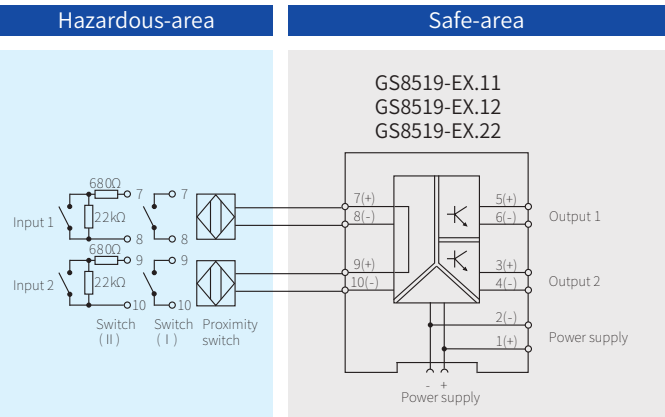 Hazardous-area
Safe-area
GS8519-EX.11
GS8519-EX.12
GS8519-EX.22
Input 1
680Ω
22kΩ
7
8
7
8
7(+)
8(-)
5(+)
6(-)
Output 1
Input 2
680Ω
22kΩ
9
10
9
10
9(+)
10(-)
3(+)
4(-)
Output 2
Switch
(Ⅱ)
Switch
(Ⅰ)
Proximity
switch
2(-)
1(+)
Power supply
- +
Power supply